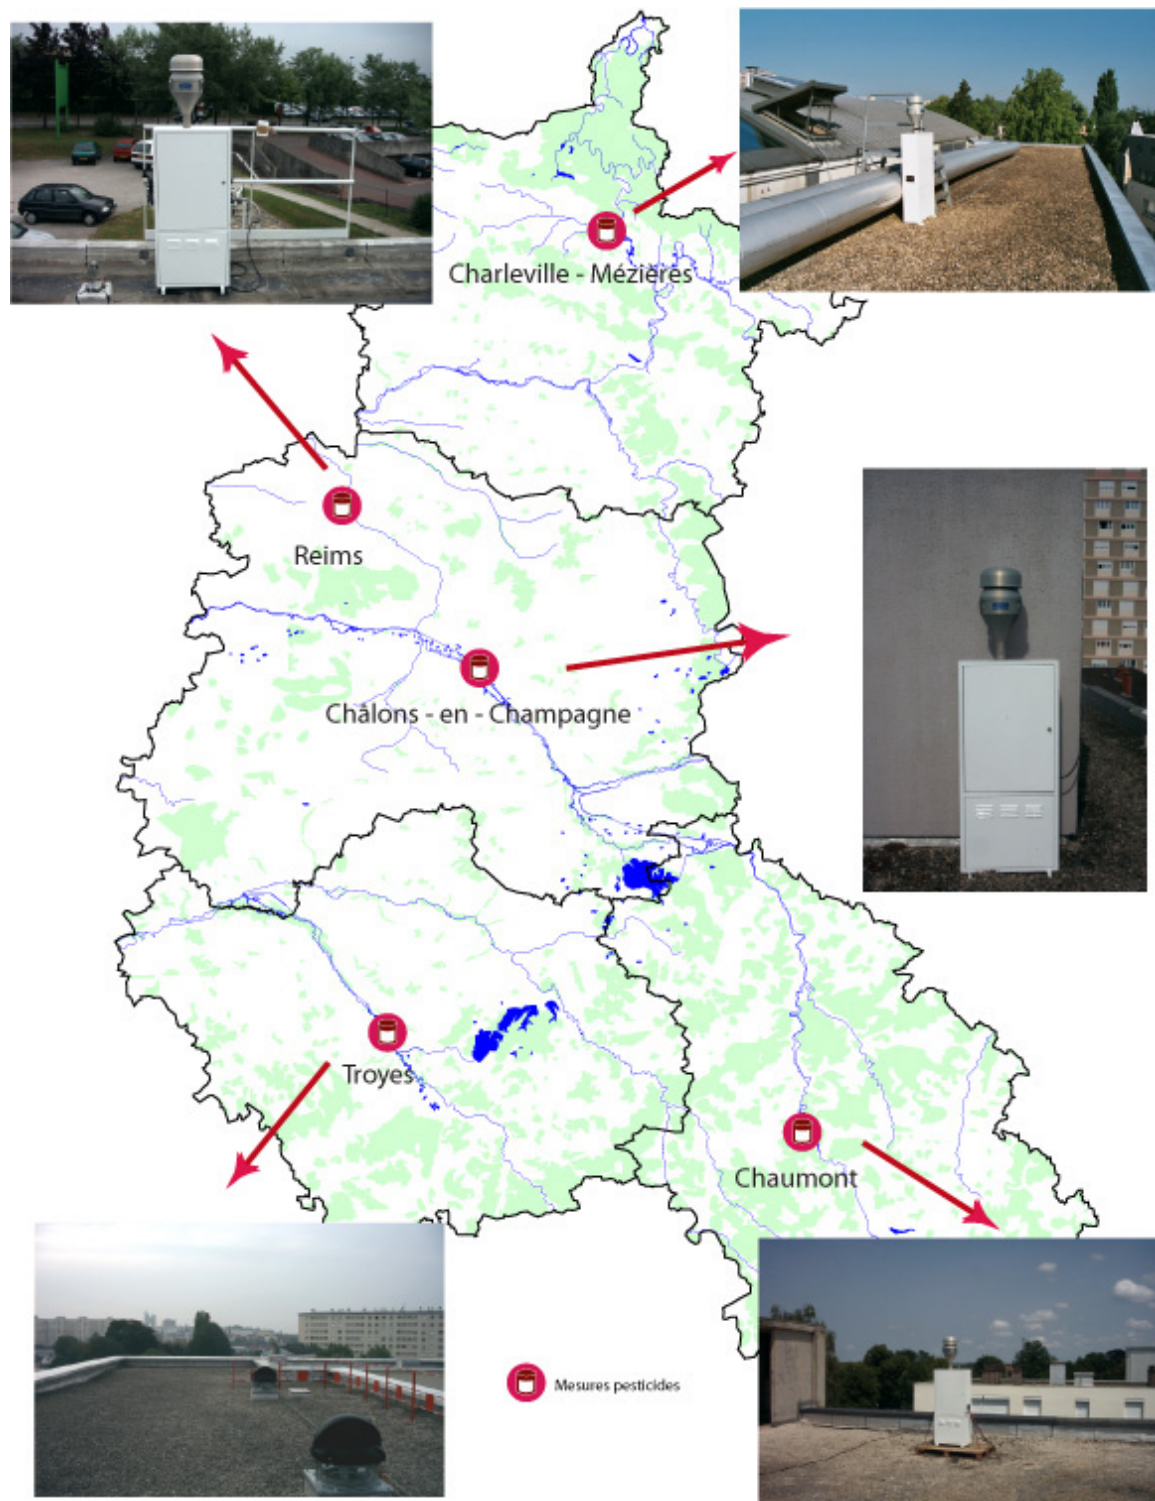 Charleville - Mézières
Reims
Châlons - en - Champagne
Troyes
Chaumont
Mesures pesticides